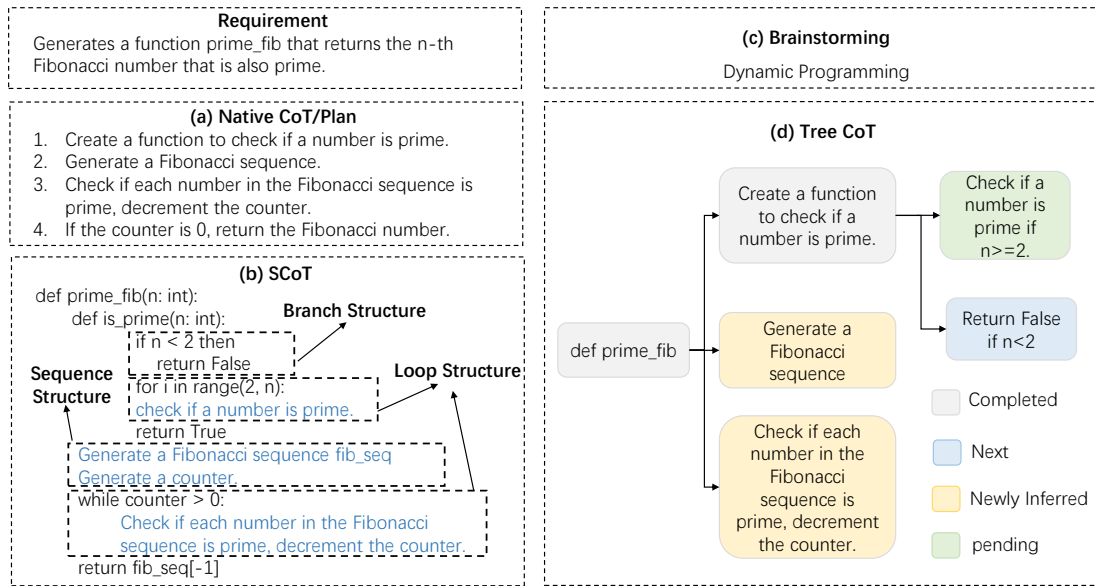 Requirement
Generates a function prime_fib that returns the n-th
Fibonacci number that is also prime.
(a) Native CoT/Plan
1. Create a function to check if a number is prime.
2. Generate a Fibonacci sequence.
3. Check if each number in the Fibonacci sequence is
prime, decrement the counter.
4. If the counter is 0, return the Fibonacci number.
(b) SCoT
def prime_fib(n: int):
def is_prime(n: int):
Branch Structure
if n < 2 then
return False
Sequence
Structure
Loop Structure
for i in range(2, n):
check if a number is prime.
return True
Generate a Fibonacci sequence fib_seq
Generate a counter.
while counter > 0:
Check if each number in the Fibonacci
sequence is prime, decrement the counter.
return fib_seq[-1]
(c) Brainstorming
Dynamic Programming
(d) Tree CoT
def prime_fib
Create a function
to check if a
number is prime.
Check if a
number is
prime if
n>=2.
Return False
if n<2
Generate a
Fibonacci
sequence
Check if each
number in the
Fibonacci
sequence is
prime, decrement
the counter.
Completed
Next
Newly Inferred
pending